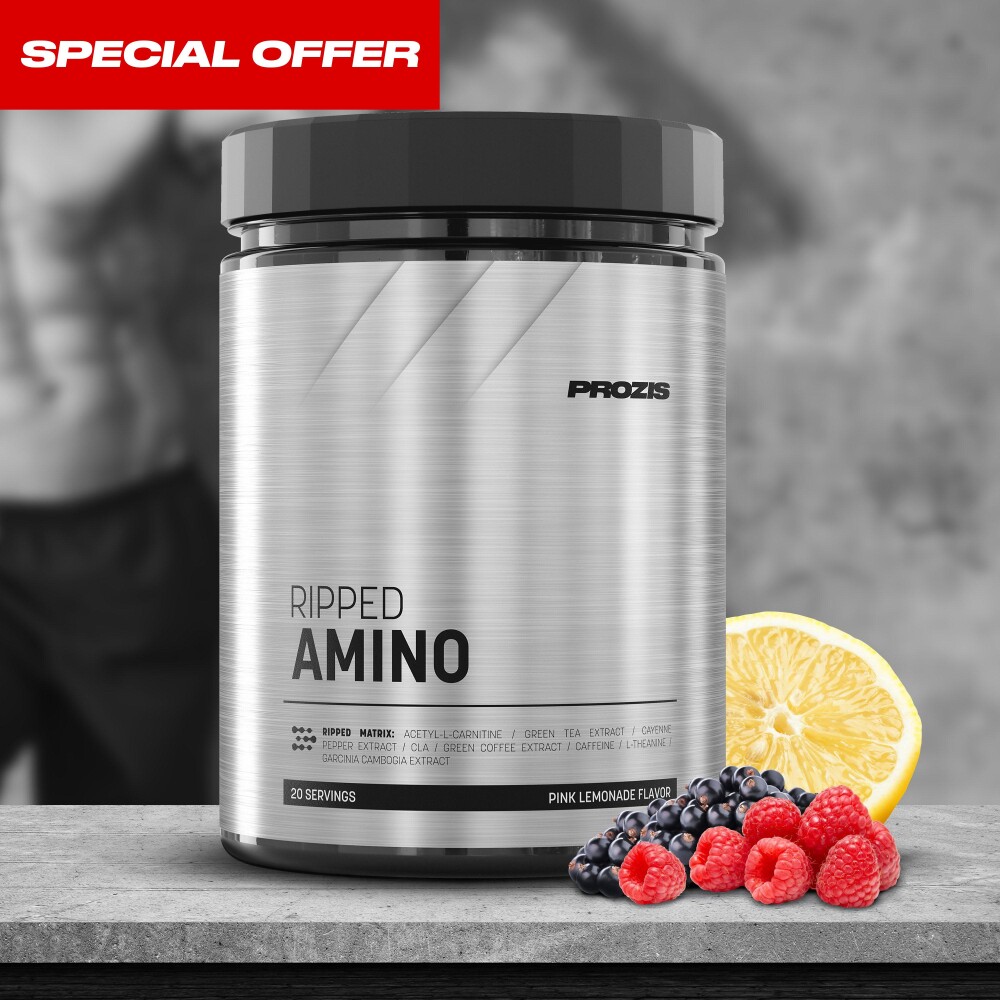 SPECIAL OFFER
PROZIS
RIPPED
AMINO
RIPPED MATRIX: ACETYL-L-CARNITINE / GREEN TEA EXTRACT / CAYENNE
PEPPER EXTRACT / CLA / GREEN COFFEE EXTRACT / CAFFEINE / L-THEANINE /
GARCINIA CAMBOGIA EXTRACT
20 SERVINGS
PINK LEMONADE FLAVOR